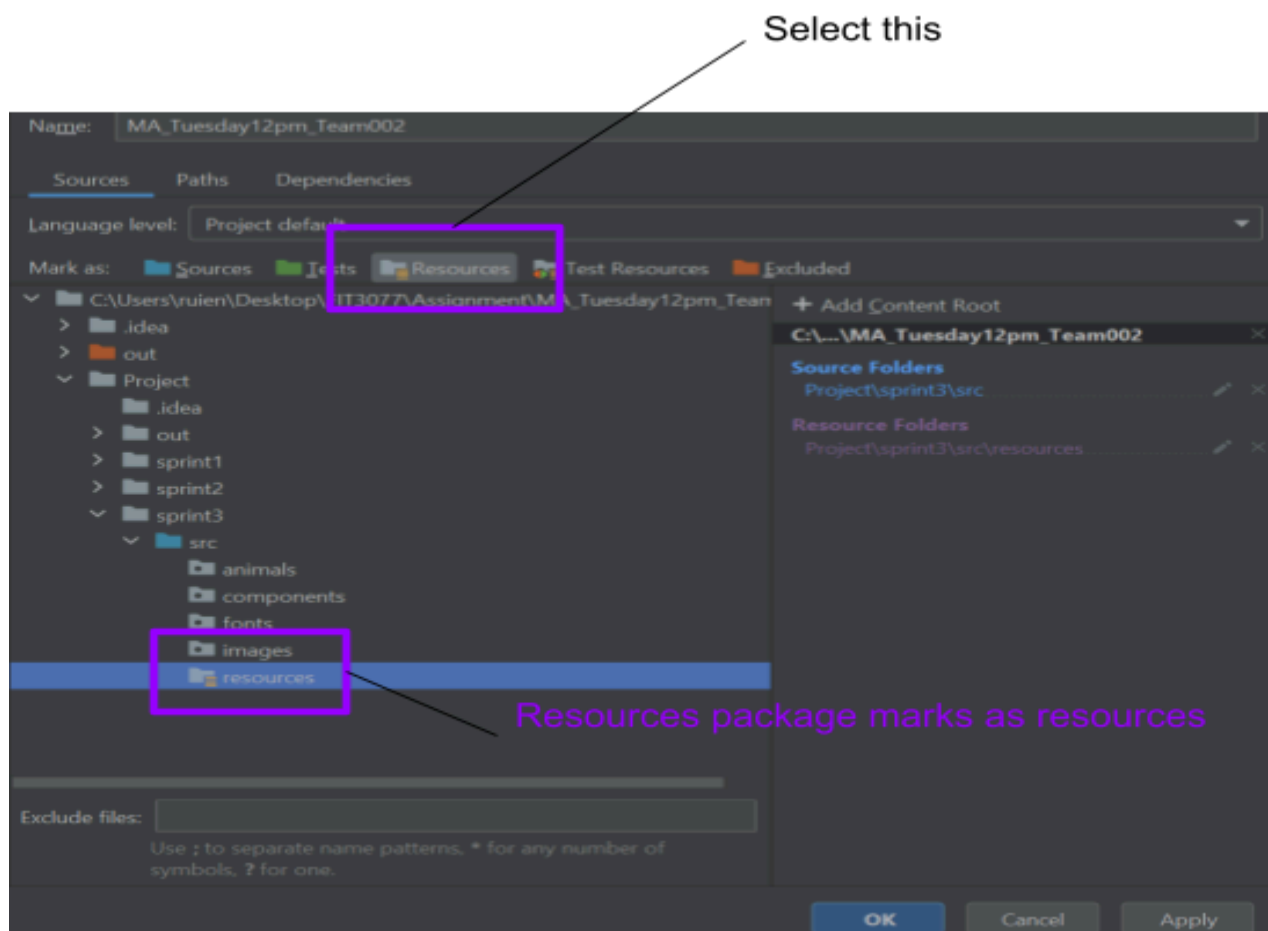 Select this
Name: MA_Tuesday12pm_Team002
Sources Paths Dependencies
Language level: Project default
Mark as: Sources Tests Resources Test Resources Excluded
C:\Users\ruien\Desktop\FIT3077\Assignment\MA_Tuesday12pm_Team
.idea
out
Project
.idea
out
sprint1
sprint2
sprint3
src
animals
components
fonts
images
resources
+ Add Content Root
C:\...\MA_Tuesday12pm_Team002
Source Folders
Project\sprint3\src
Resource Folders
Project\sprint3\src\resources
Resources package marks as resources
Exclude files:
Use ; to separate name patterns, * for any number of
symbols, ? for one.
OK Cancel Apply